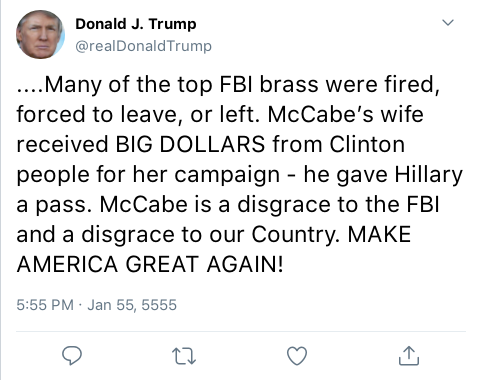 Donald J. Trump
@realDonaldTrump
....Many of the top FBI brass were fired,
forced to leave, or left. McCabe’s wife
received BIG DOLLARS from Clinton
people for her campaign - he gave Hillary
a pass. McCabe is a disgrace to the FBI
and a disgrace to our Country. MAKE
AMERICA GREAT AGAIN!
5:55 PM · Jan 55, 5555